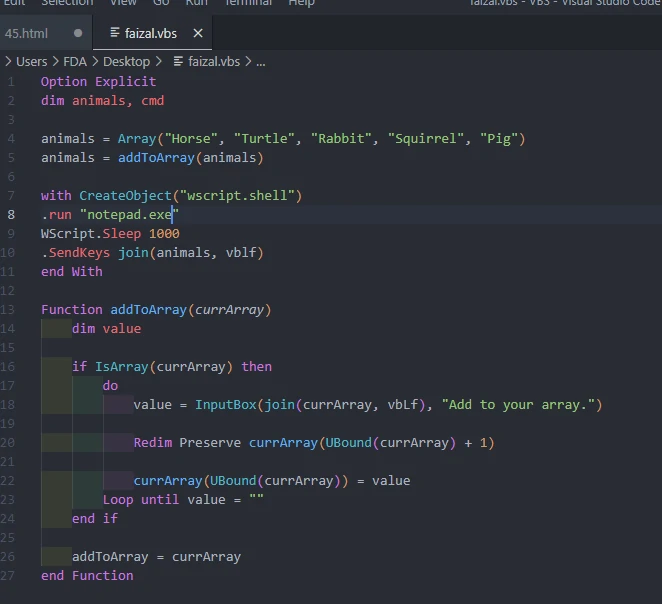 Edit Selection View Go Run Terminal Help faizal.vbs - VBS - Visual Studio Code
45.html faizal.vbs
Users > FDA > Desktop > faizal.vbs > ...
1 Option Explicit
2 dim animals, cmd
3
4 animals = Array("Horse", "Turtle", "Rabbit", "Squirrel", "Pig")
5 animals = addToArray(animals)
6
7 with CreateObject("wscript.shell")
8 .run "notepad.exe"
9 WScript.Sleep 1000
10 .SendKeys join(animals, vblf)
11 end With
12
13 Function addToArray(currArray)
14 dim value
15
16 if IsArray(currArray) then
17 do
18 value = InputBox(join(currArray, vbLf), "Add to your array.")
19
20 Redim Preserve currArray(UBound(currArray) + 1)
21
22 currArray(UBound(currArray)) = value
23 Loop until value = ""
24 end if
25
26 addToArray = currArray
27 end Function